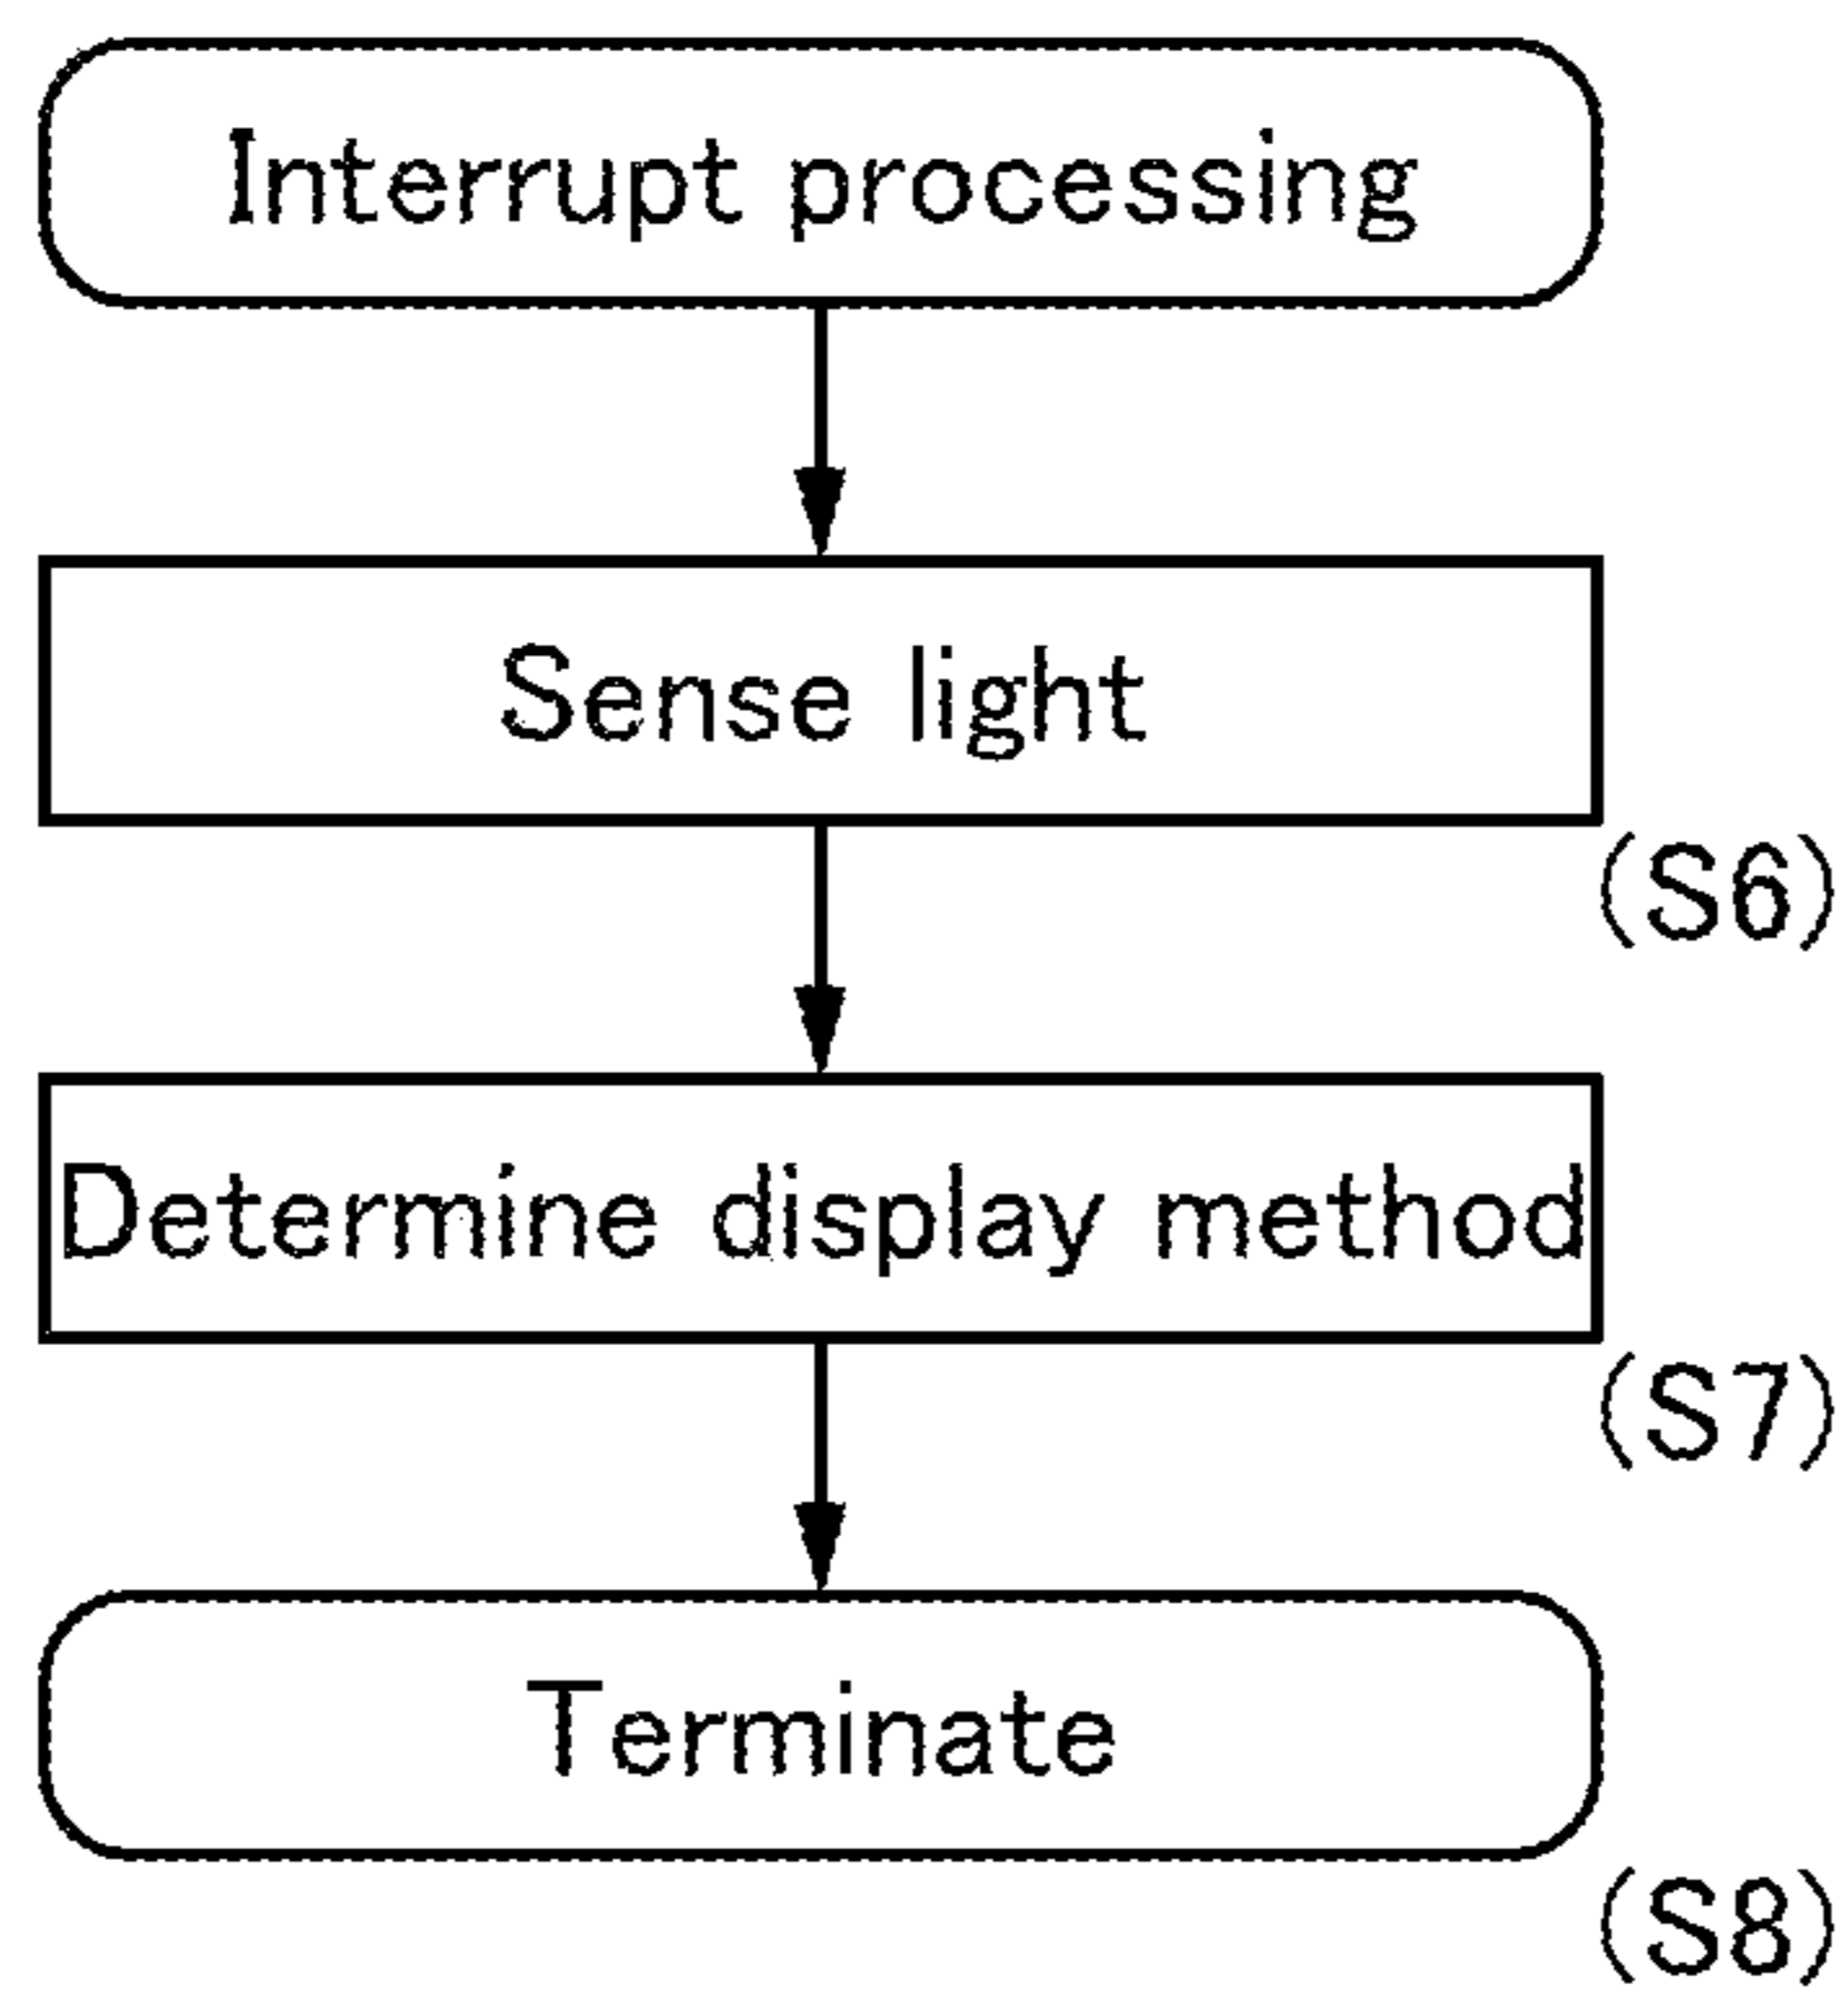 Interrupt processing
Sense light
(S6)
Determine display method
(S7)
Terminate
(S8)